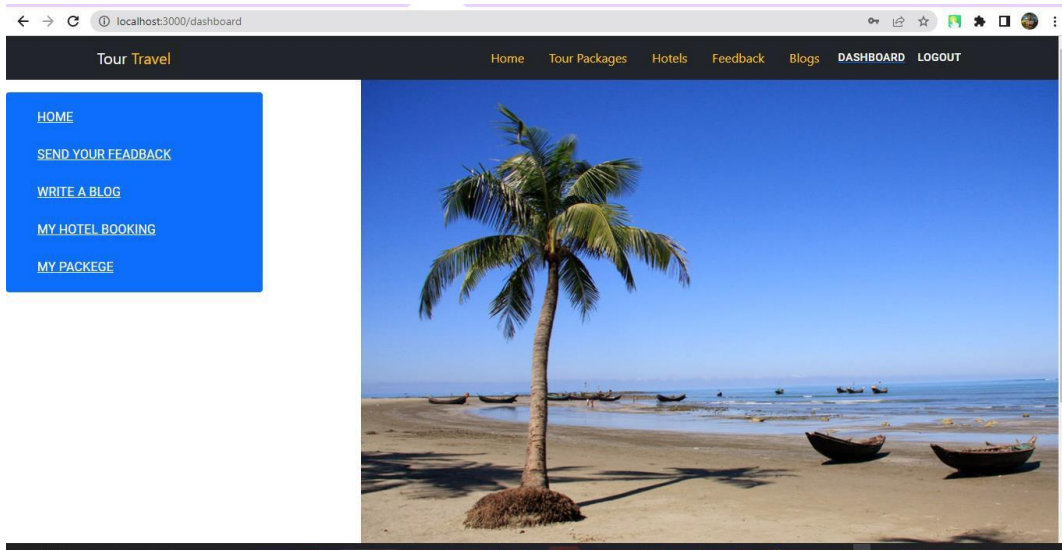 localhost:3000/dashboard
Tour Travel Home Tour Packages Hotels Feedback Blogs DASHBOARD LOGOUT
HOME
SEND YOUR FEADBACK
WRITE A BLOG
MY HOTEL BOOKING
MY PACKEGE